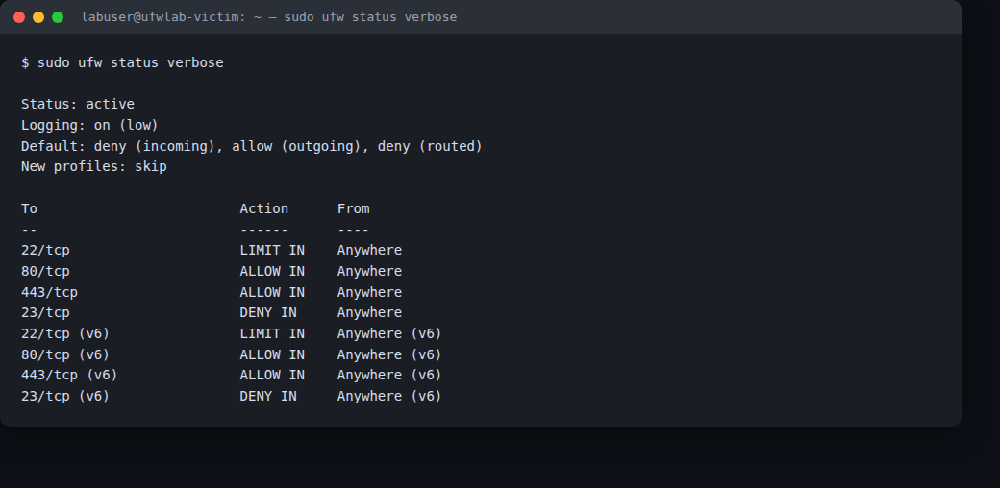 labuser@ufwlab-victim: ~ — sudo ufw status verbose
$ sudo ufw status verbose
Status: active
Logging: on (low)
Default: deny (incoming), allow (outgoing), deny (routed)
New profiles: skip
To                         Action      From
--                         ------      ----
22/tcp                     LIMIT IN    Anywhere
80/tcp                     ALLOW IN    Anywhere
443/tcp                    ALLOW IN    Anywhere
23/tcp                     DENY IN     Anywhere
22/tcp (v6)                LIMIT IN    Anywhere (v6)
80/tcp (v6)                ALLOW IN    Anywhere (v6)
443/tcp (v6)               ALLOW IN    Anywhere (v6)
23/tcp (v6)                DENY IN     Anywhere (v6)